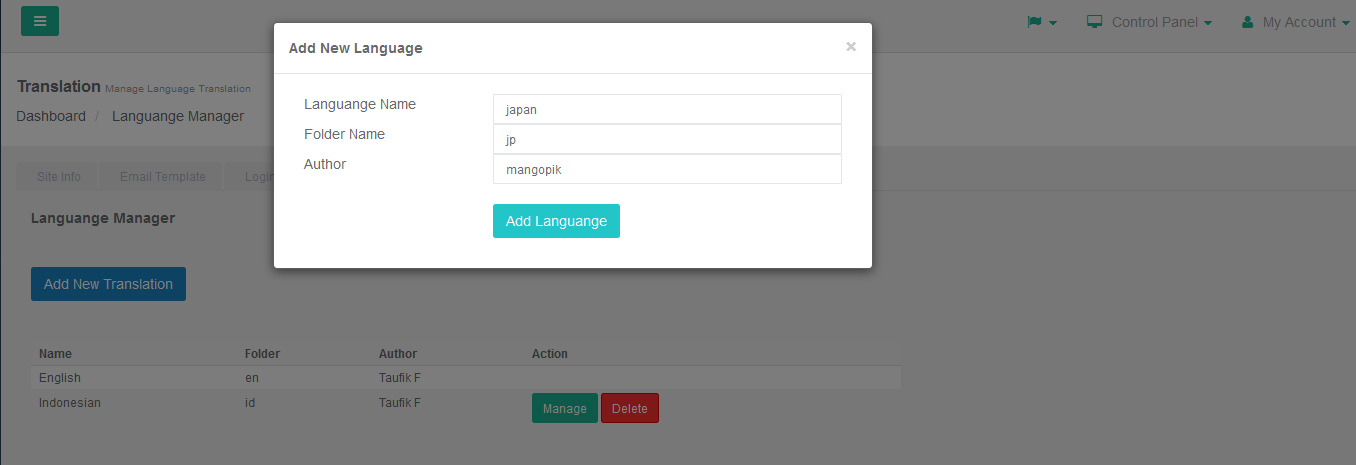 Control Panel
My Account
Add New Language
×
Translation Manage Language Translation
Dashboard / Languange Manager
Languange Name
japan
Folder Name
jp
Author
mangopik
Add Languange
Site Info
Email Template
Login
Languange Manager
Add New Translation
Name Folder Author Action
English en Taufik F
Indonesian id Taufik F Manage Delete